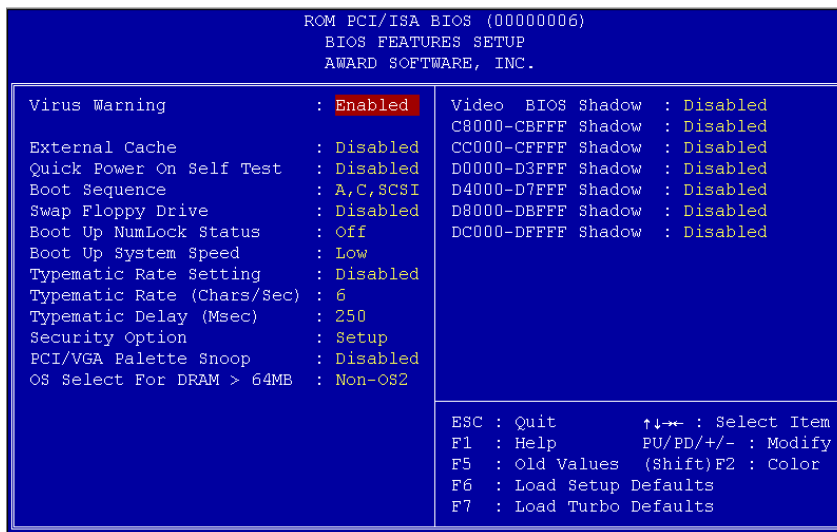 ROM PCI/ISA BIOS (00000006)
BIOS FEATURES SETUP
AWARD SOFTWARE, INC.
Virus Warning : Enabled
External Cache : Disabled
Quick Power On Self Test : Disabled
Boot Sequence : A,C,SCSI
Swap Floppy Drive : Disabled
Boot Up NumLock Status : Off
Boot Up System Speed : Low
Typematic Rate Setting : Disabled
Typematic Rate (Chars/Sec) : 6
Typematic Delay (Msec) : 250
Security Option : Setup
PCI/VGA Palette Snoop : Disabled
OS Select For DRAM > 64MB : Non-OS2
Video BIOS Shadow : Disabled
C8000-CBFFF Shadow : Disabled
CC000-CFFFF Shadow : Disabled
D0000-D3FFF Shadow : Disabled
D4000-D7FFF Shadow : Disabled
D8000-DBFFF Shadow : Disabled
DC000-DFFFF Shadow : Disabled
ESC : Quit ↑↓→← : Select Item
F1 : Help PU/PD/+/- : Modify
F5 : Old Values (Shift)F2 : Color
F6 : Load Setup Defaults
F7 : Load Turbo Defaults